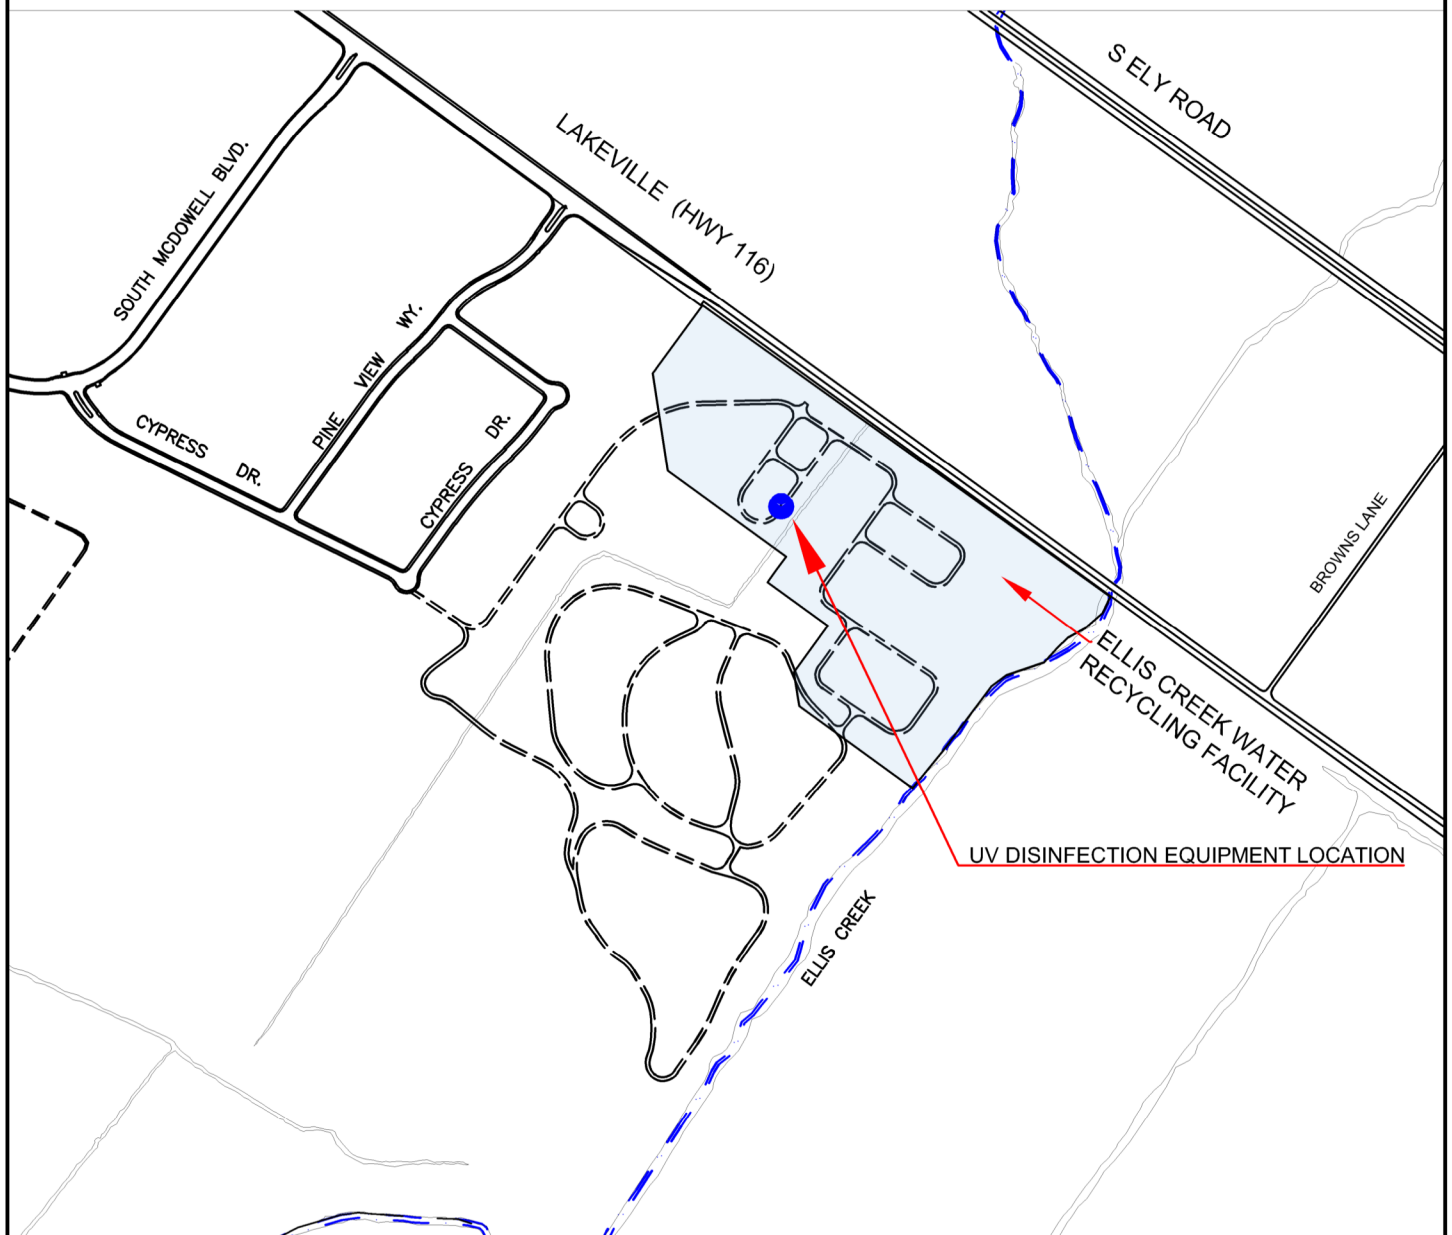 S ELY ROAD
LAKEVILLE (HWY 116)
SOUTH MCDOWELL BLVD.
PINE VIEW WY.
CYPRESS DR.
CYPRESS DR.
BROWNS LANE
ELLIS CREEK WATER
RECYCLING FACILITY
UV DISINFECTION EQUIPMENT LOCATION
ELLIS CREEK